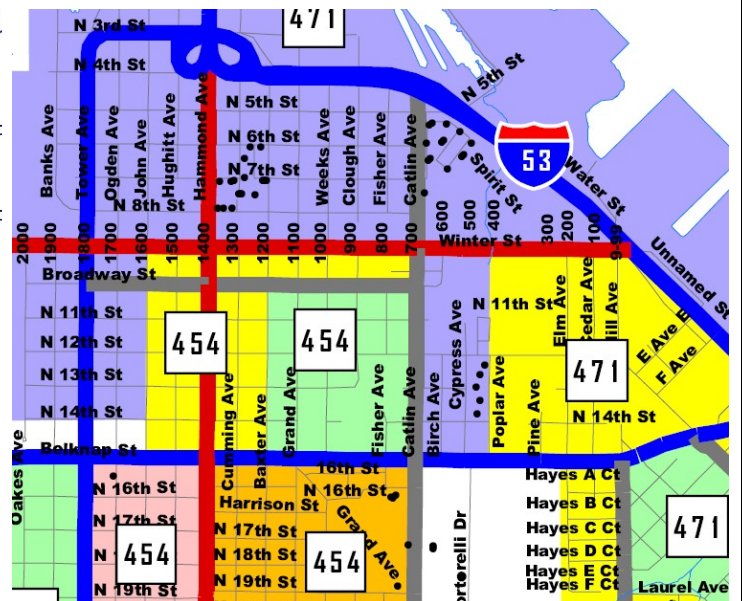 N 3rd St
471
N 4th St
N 5th St
N 5th St
N 6th St
N 7th St
N 8th St
53
Banks Ave
Tower Ave
Ogden Ave
John Ave
Hughitt Ave
Hammond Ave
Weeks Ave
Clough Ave
Fisher Ave
Catlin Ave
Spirit St
Water St
2000
1900
1800
1700
1600
1500
1400
1300
1200
1100
1000
900
800
700
600
500
400
300
200
100
9-99
Winter St
Unnamed St
Broadway St
N 11th St
N 11th St
N 12th St
N 13th St
N 14th St
N 14th St
454
454
471
Elm Ave
Cedar Ave
Cypress Ave
E Ave E
F Ave
Cumming Ave
Baxter Ave
Grand Ave
Fisher Ave
Catlin Ave
Birch Ave
Poplar Ave
Pine Ave
Oakes Ave
Belknap St
16th St
N 16th St
N 16th St
Harrison St
Grand Ave
N 17th St
N 17th St
N 18th St
N 19th St
N 19th St
454
454
471
Hayes A Ct
Hayes B Ct
Hayes C Ct
Hayes D Ct
Hayes E Ct
Hayes F Ct
Laurel Ave